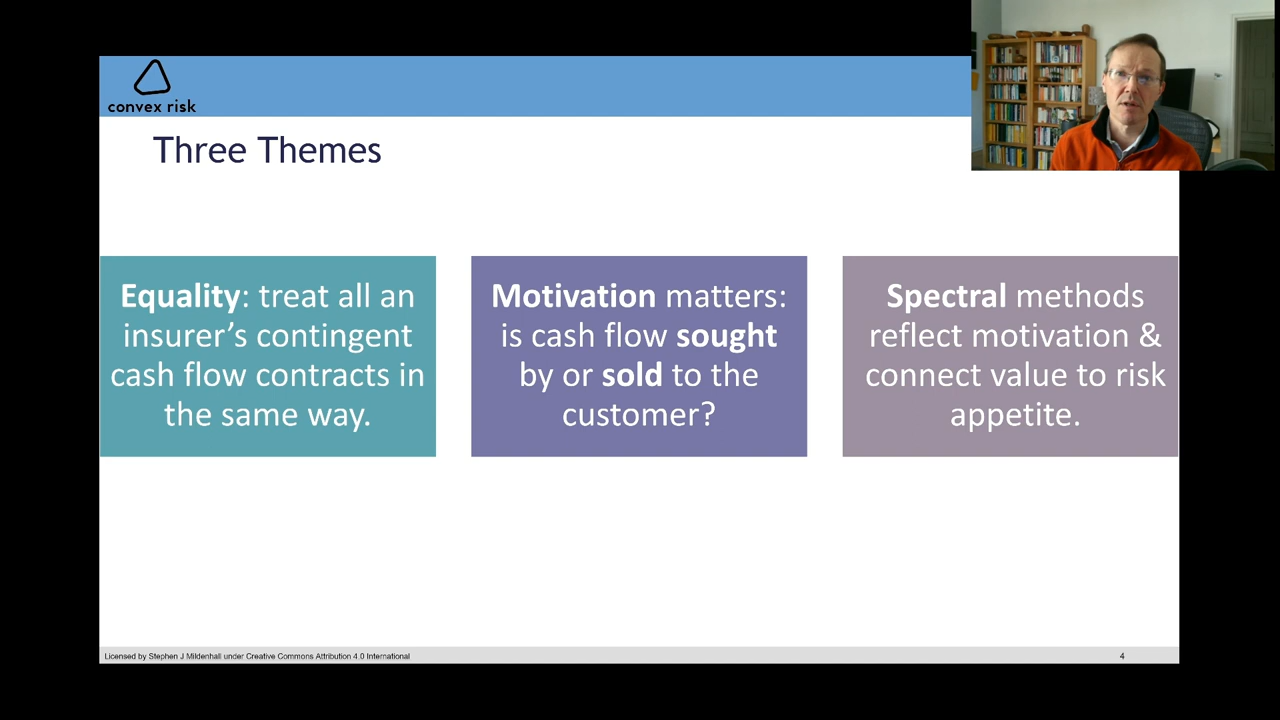 convex risk
Three Themes
Equality: treat all an
insurer’s contingent
cash flow contracts in
the same way.
Motivation matters:
is cash flow sought
by or sold to the
customer?
Spectral methods
reflect motivation &
connect value to risk
appetite.
Licensed by Stephen J Mildenhall under Creative Commons Attribution 4.0 International
4